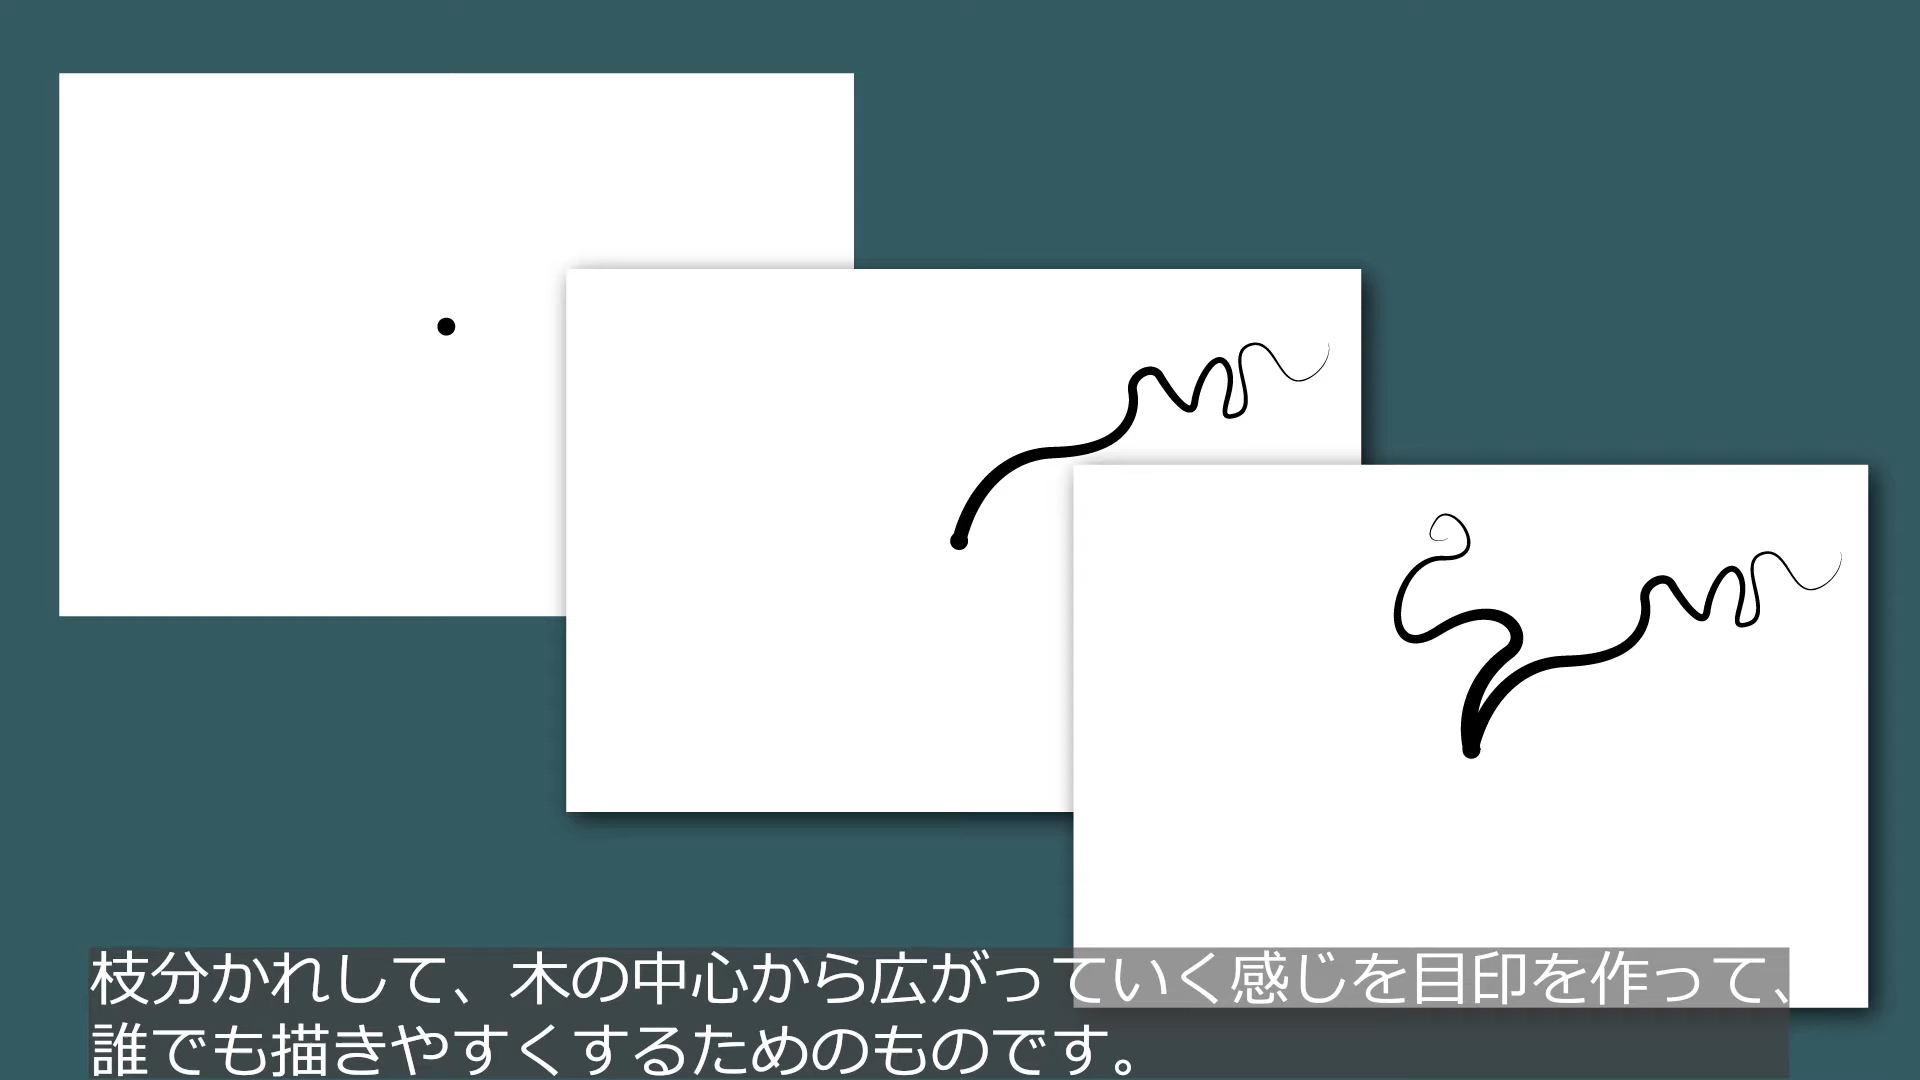 枝分かれして、木の中心から広がっていく感じを目印を作って、
誰でも描きやすくするためのものです。